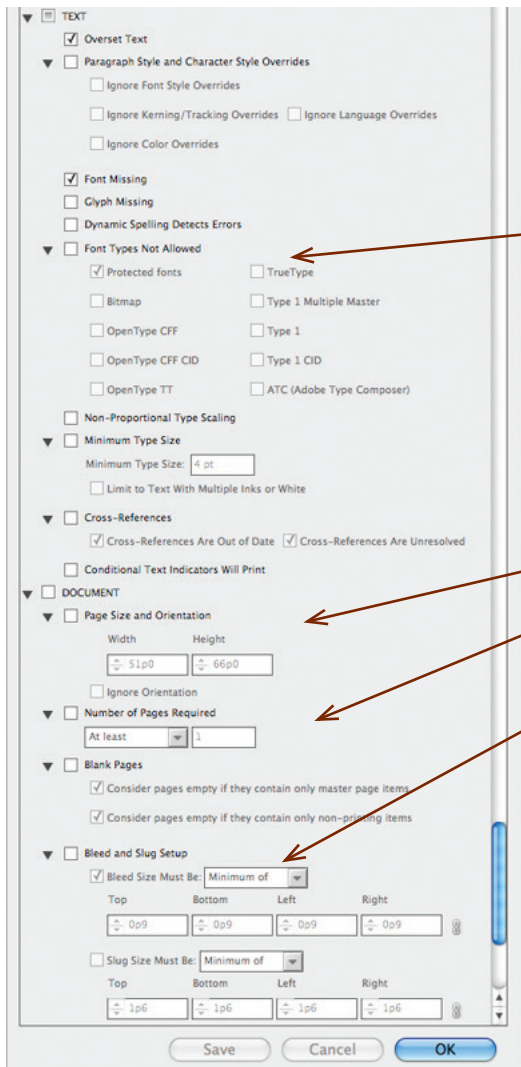 TEXT
Overset Text
Paragraph Style and Character Style Overrides
Ignore Font Style Overrides
Ignore Kerning/Tracking Overrides Ignore Language Overrides
Ignore Color Overrides
Font Missing
Glyph Missing
Dynamic Spelling Detects Errors
Font Types Not Allowed
Protected fonts TrueType
Bitmap Type 1 Multiple Master
OpenType CFF Type 1
OpenType CFF CID Type 1 CID
OpenType TT ATC (Adobe Type Composer)
Non-Proportional Type Scaling
Minimum Type Size
Minimum Type Size: 4 pt
Limit to Text With Multiple Inks or White
Cross-References
Cross-References Are Out of Date Cross-References Are Unresolved
Conditional Text Indicators Will Print
DOCUMENT
Page Size and Orientation
Width Height
51p0 66p0
Ignore Orientation
Number of Pages Required
At least 1
Blank Pages
Consider pages empty if they contain only master page items
Consider pages empty if they contain only non-printing items
Bleed and Slug Setup
Bleed Size Must Be: Minimum of
Top Bottom Left Right
0p9 0p9 0p9 0p9
Slug Size Must Be: Minimum of
Top Bottom Left Right
1p6 1p6 1p6 1p6
Save Cancel OK